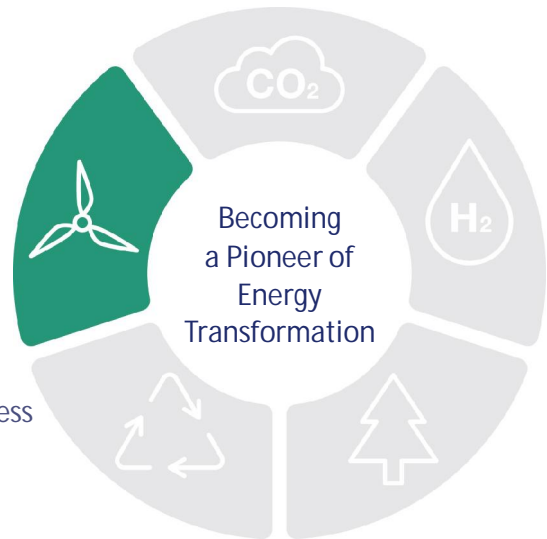 CO₂
H₂
Becoming
a Pioneer of
Energy
Transformation
ess